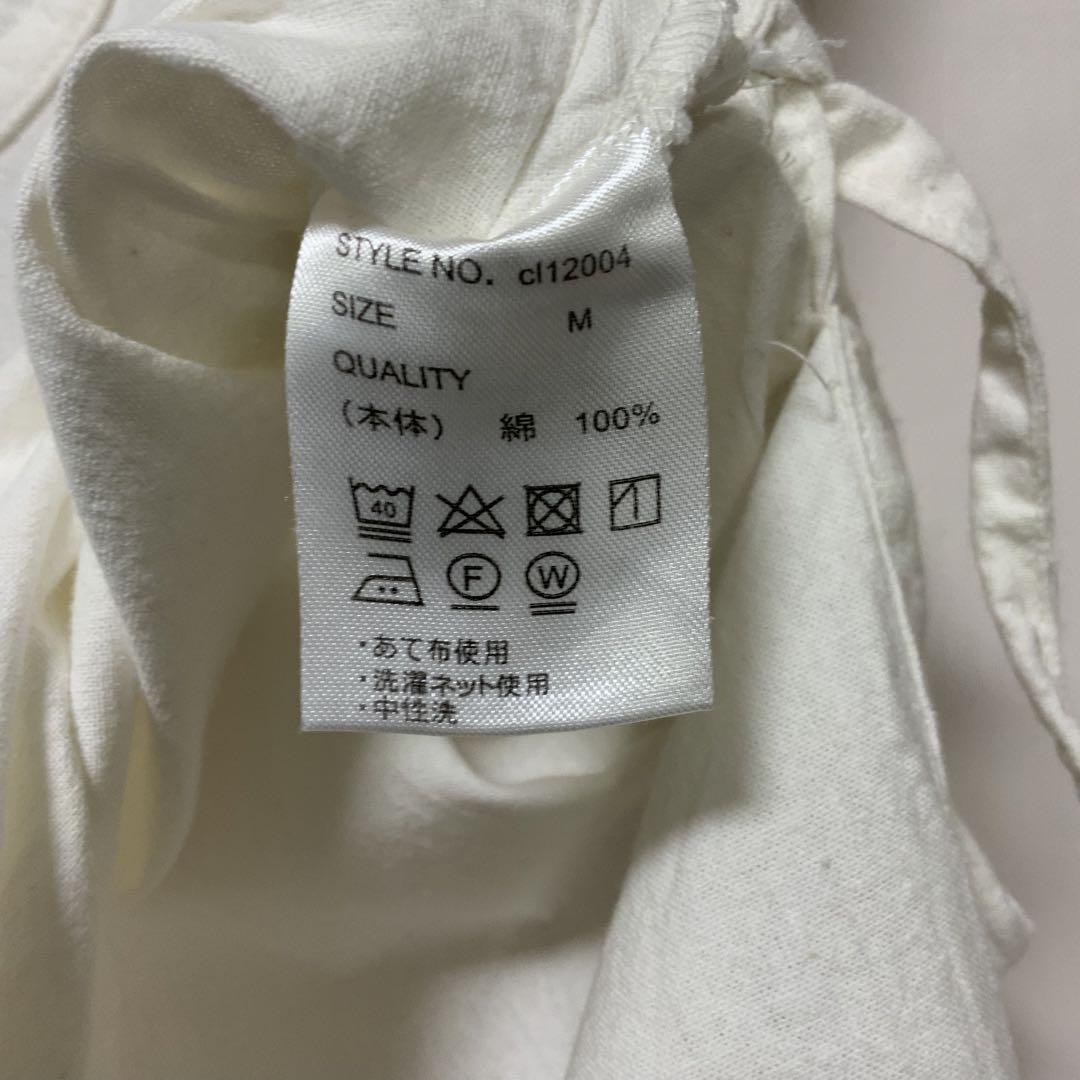 STYLE NO. cl12004
SIZE M
QUALITY
(本体) 綿 100%
40
F W
・あて布使用
・洗濯ネット使用
・中性洗